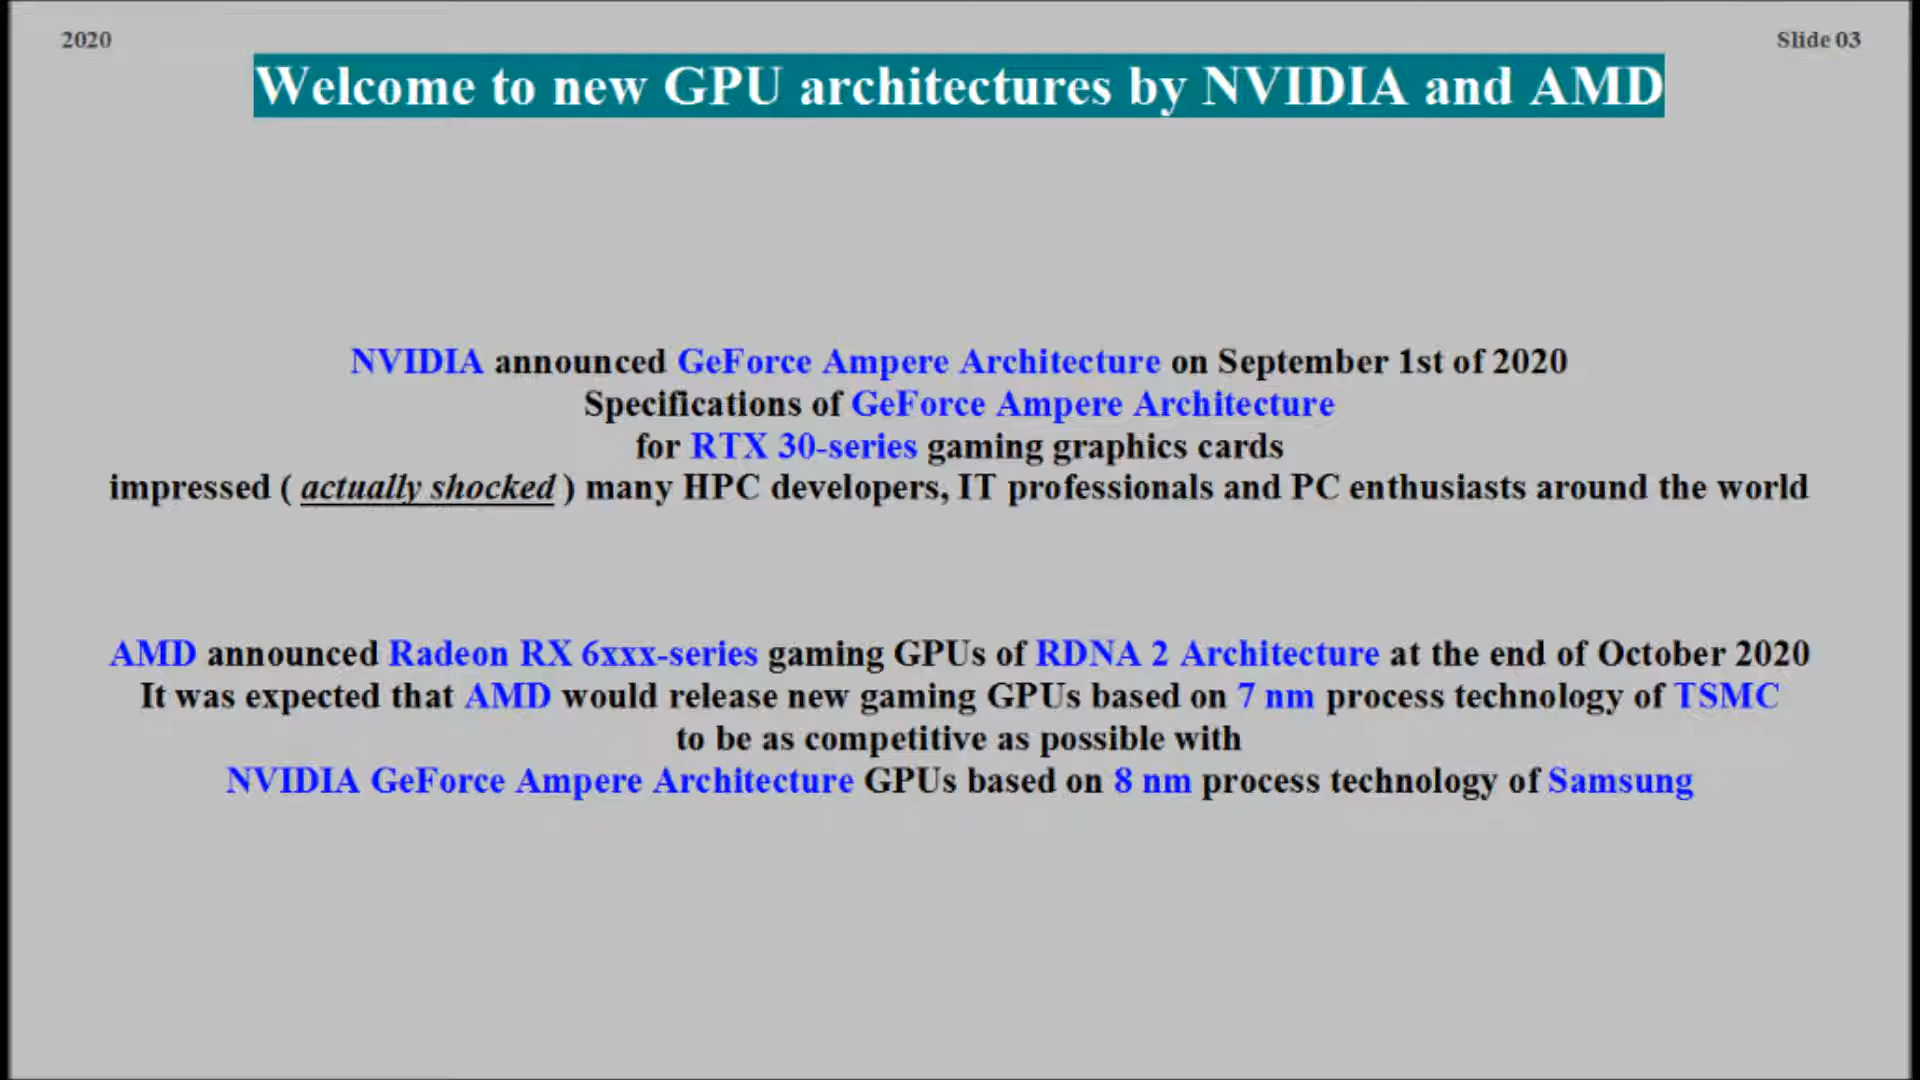 2020
Slide 03
Welcome to new GPU architectures by NVIDIA and AMD
NVIDIA announced GeForce Ampere Architecture on September 1st of 2020
Specifications of GeForce Ampere Architecture
for RTX 30-series gaming graphics cards
impressed ( actually shocked ) many HPC developers, IT professionals and PC enthusiasts around the world
AMD announced Radeon RX 6xxx-series gaming GPUs of RDNA 2 Architecture at the end of October 2020
It was expected that AMD would release new gaming GPUs based on 7 nm process technology of TSMC
to be as competitive as possible with
NVIDIA GeForce Ampere Architecture GPUs based on 8 nm process technology of Samsung